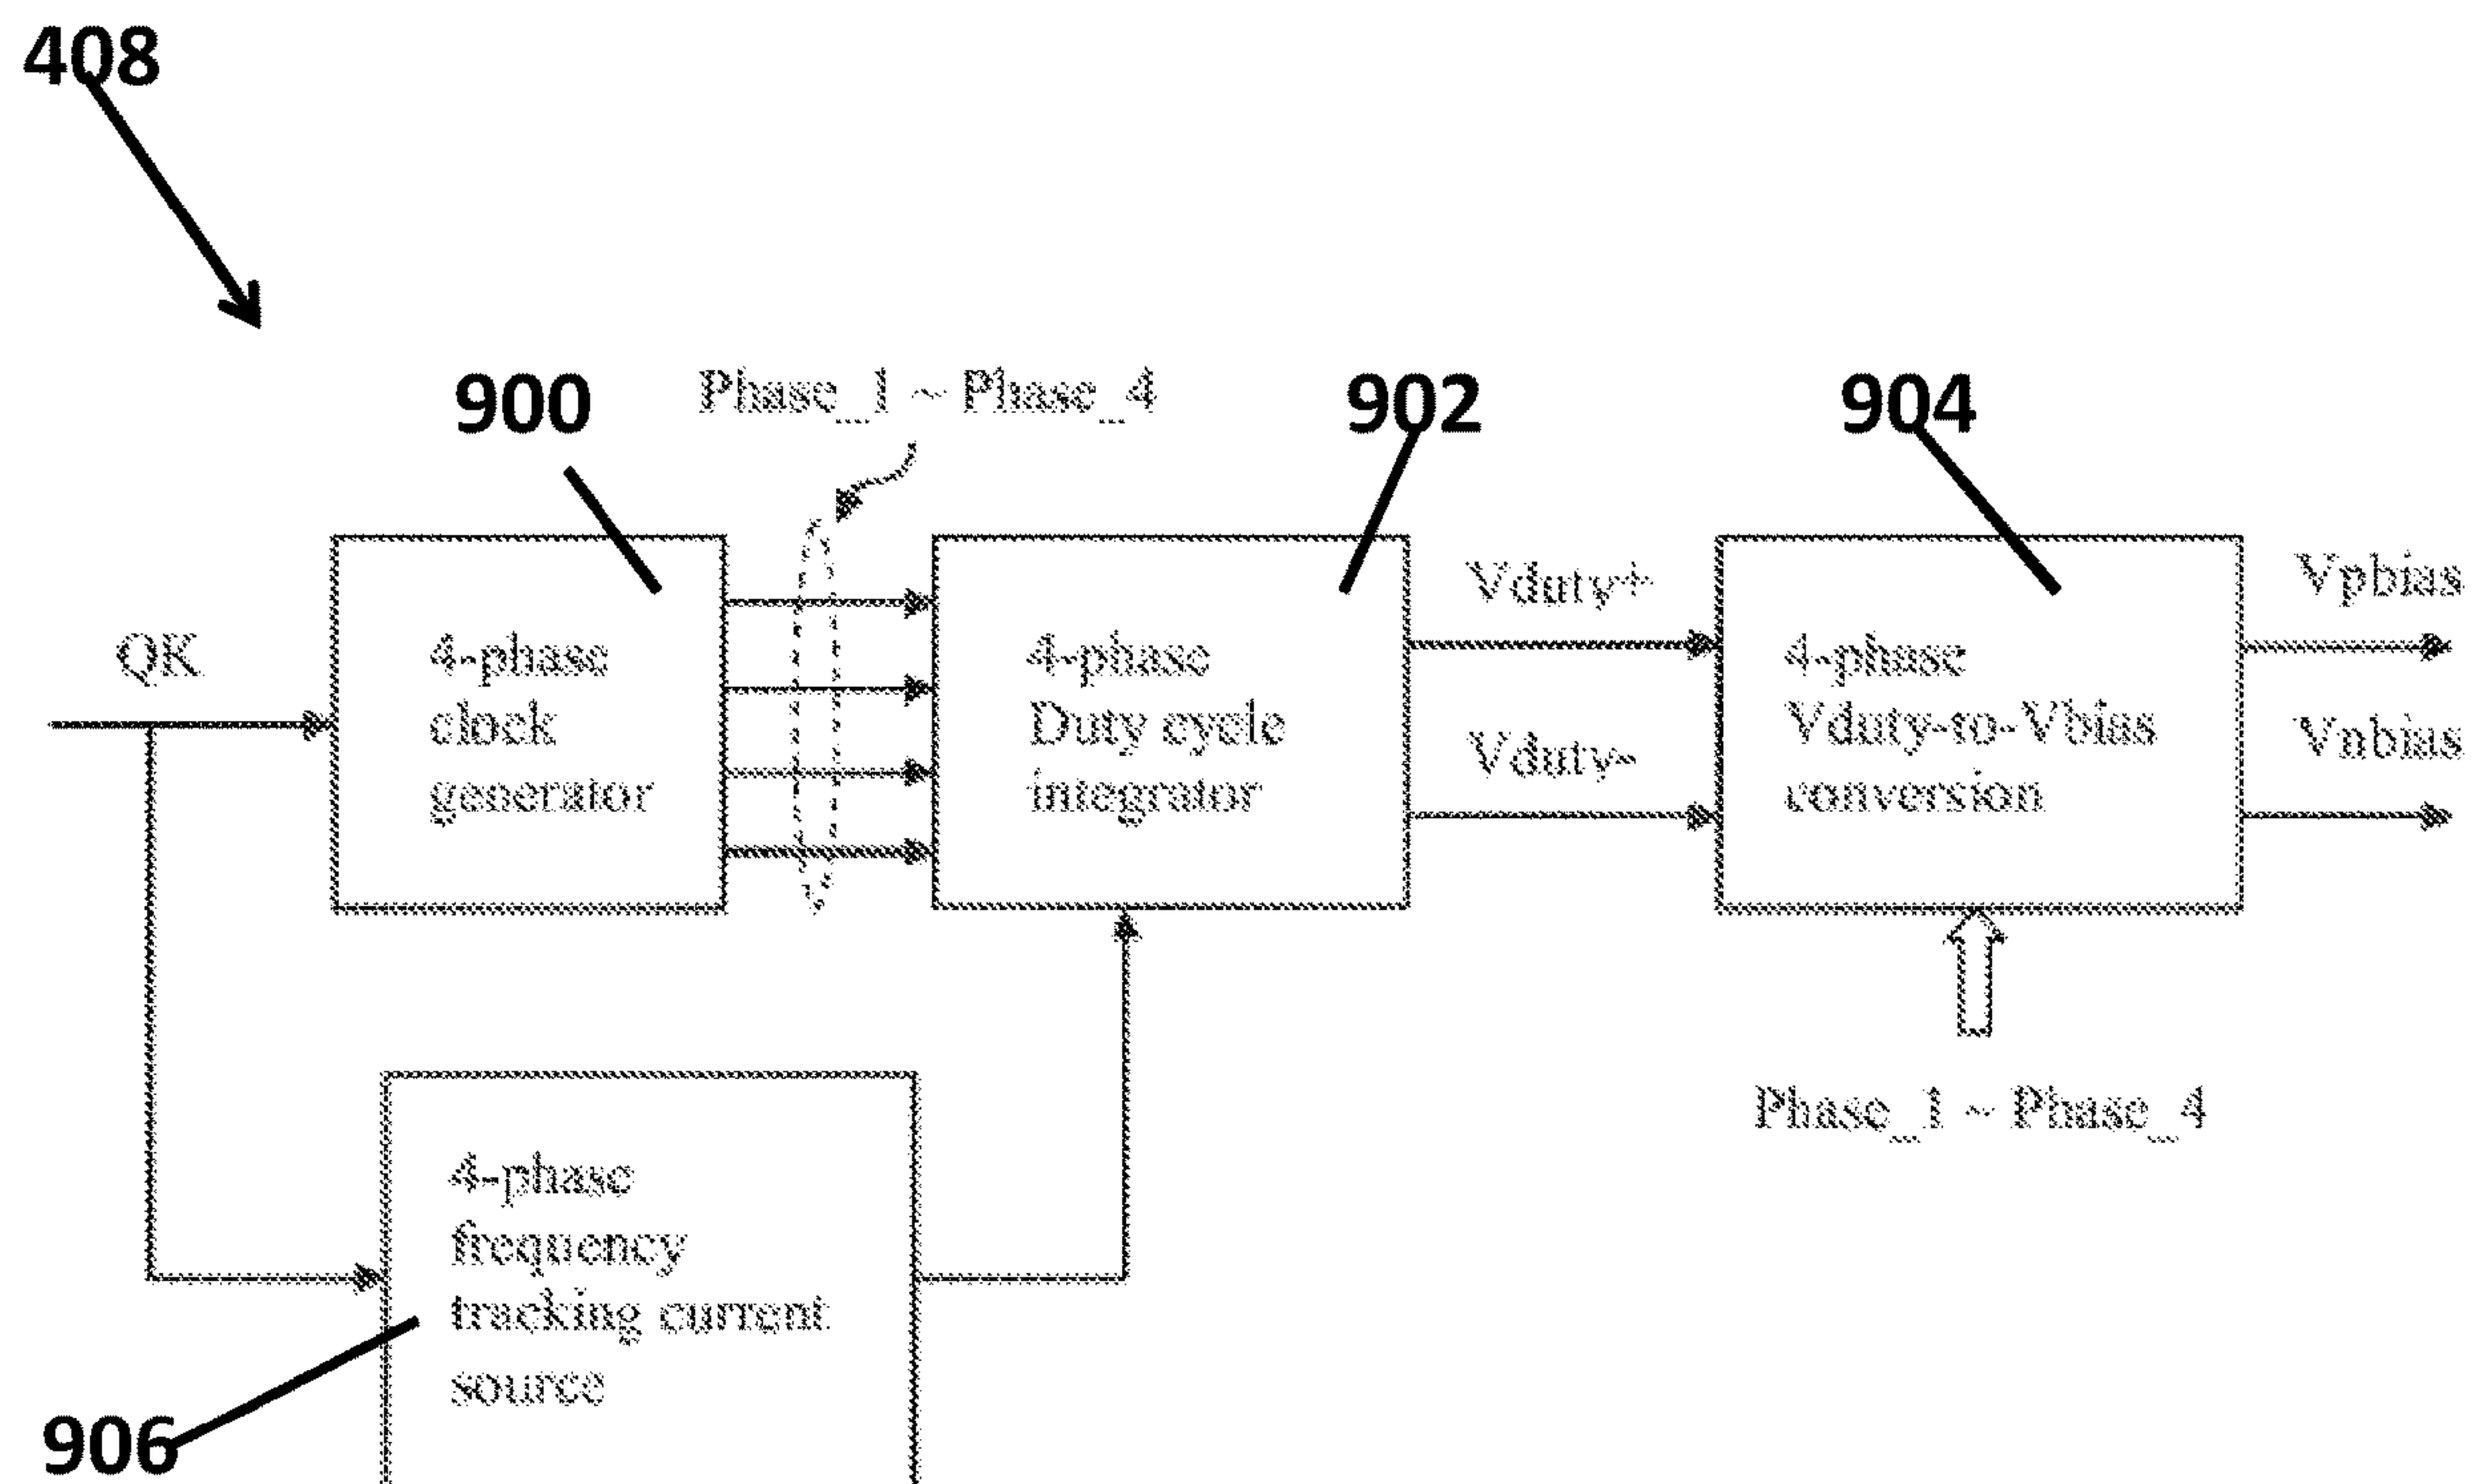 408
900
Phase_1 ~ Phase_4
902
904
QK
4-phase
clock
generator
4-phase
Duty cycle
integrator
Vduty+
Vduty-
4-phase
Vduty-to-Vbias
conversion
Vpbias
Vnbias
Phase_1 ~ Phase_4
4-phase
frequency
tracking current
source
906